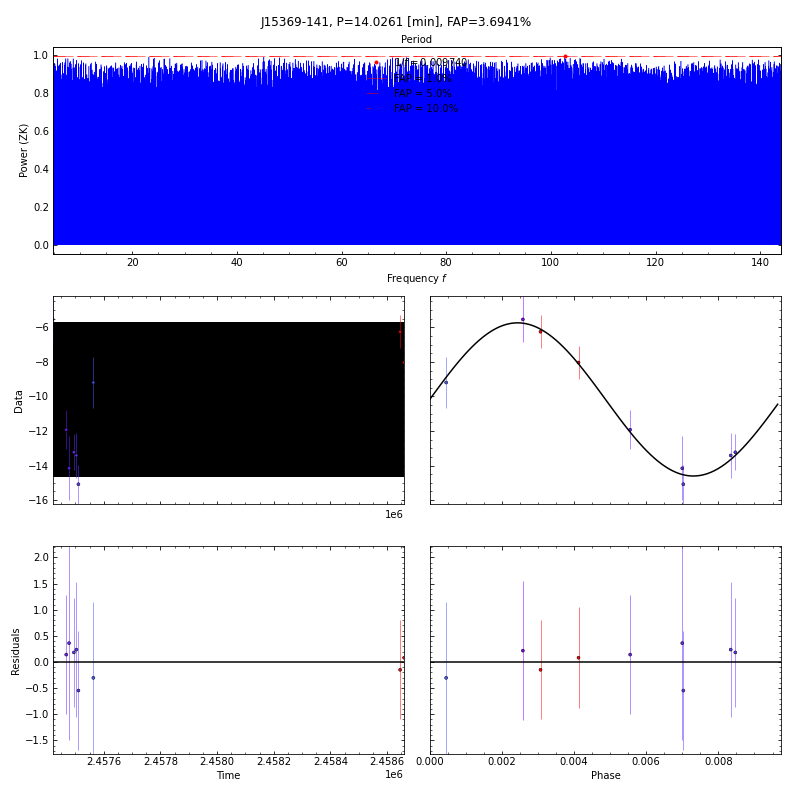 J15369-141, P=14.0261 [min], FAP=3.6941%
Period
Power (ZK)
1.0
0.8
0.6
0.4
0.2
0.0
1/f = 0.009740
FAP = 5.0%
FAP = 10.0%
20 40 60 80 100 120 140
Frequency f
Data
−6
−8
−10
−12
−14
−16
1e6
Residuals
2.0
1.5
1.0
0.5
0.0
−0.5
−1.0
−1.5
2.4576 2.4578 2.4580 2.4582 2.4584 2.4586
1e6
Time
0.000 0.002 0.004 0.006 0.008
Phase